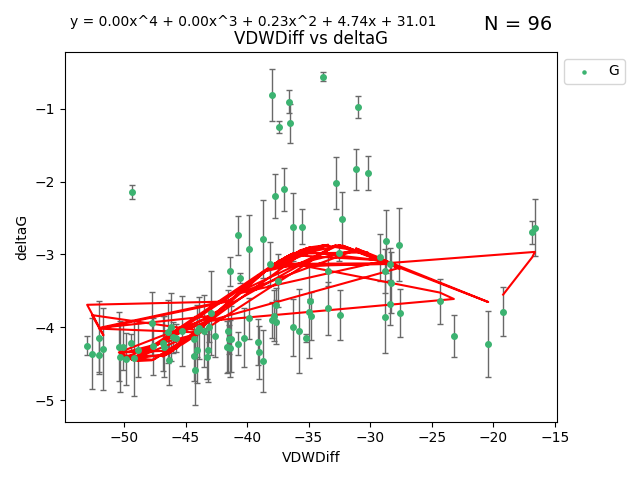 y = 0.00x^4 + 0.00x^3 + 0.23x^2 + 4.74x + 31.01
N = 96
VDWDiff vs deltaG
G
deltaG
−1
−2
−3
−4
−5
−50
−45
−40
−35
−30
−25
−20
−15
VDWDiff